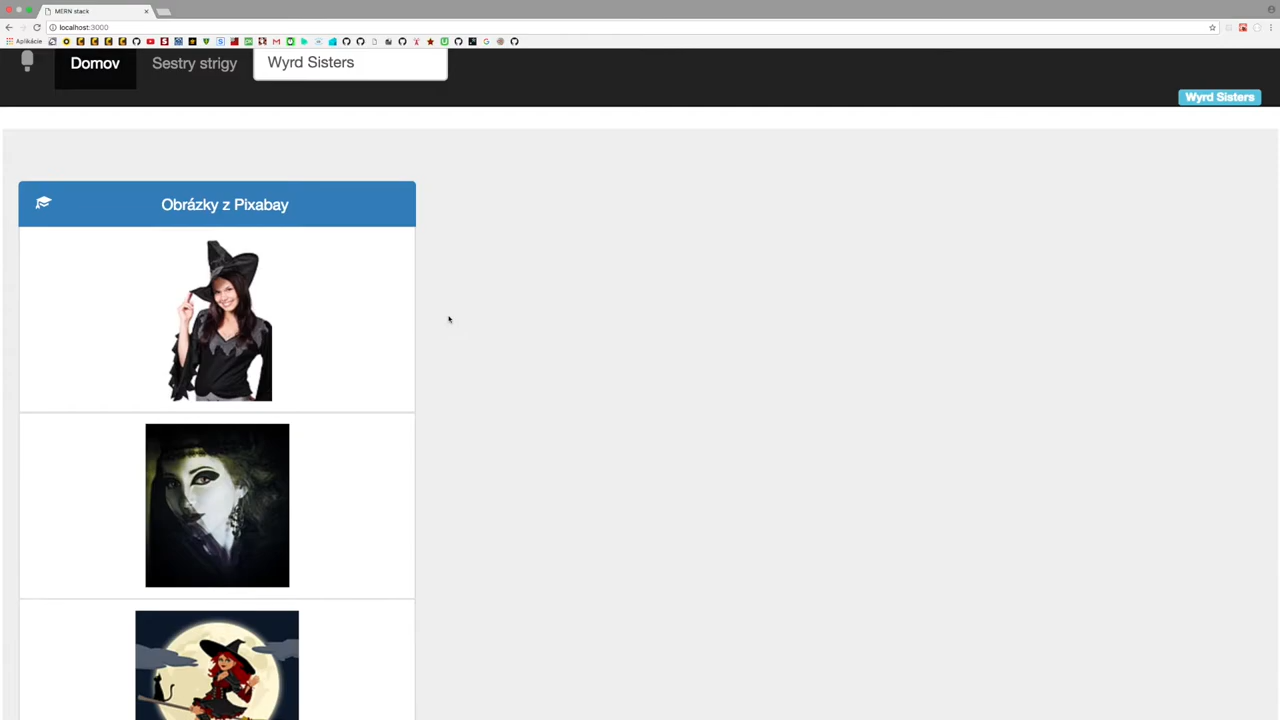 MERN stack
localhost:3000
Aplikácie
Domov
Sestry strigy
Wyrd Sisters
Wyrd Sisters
Obrázky z Pixabay